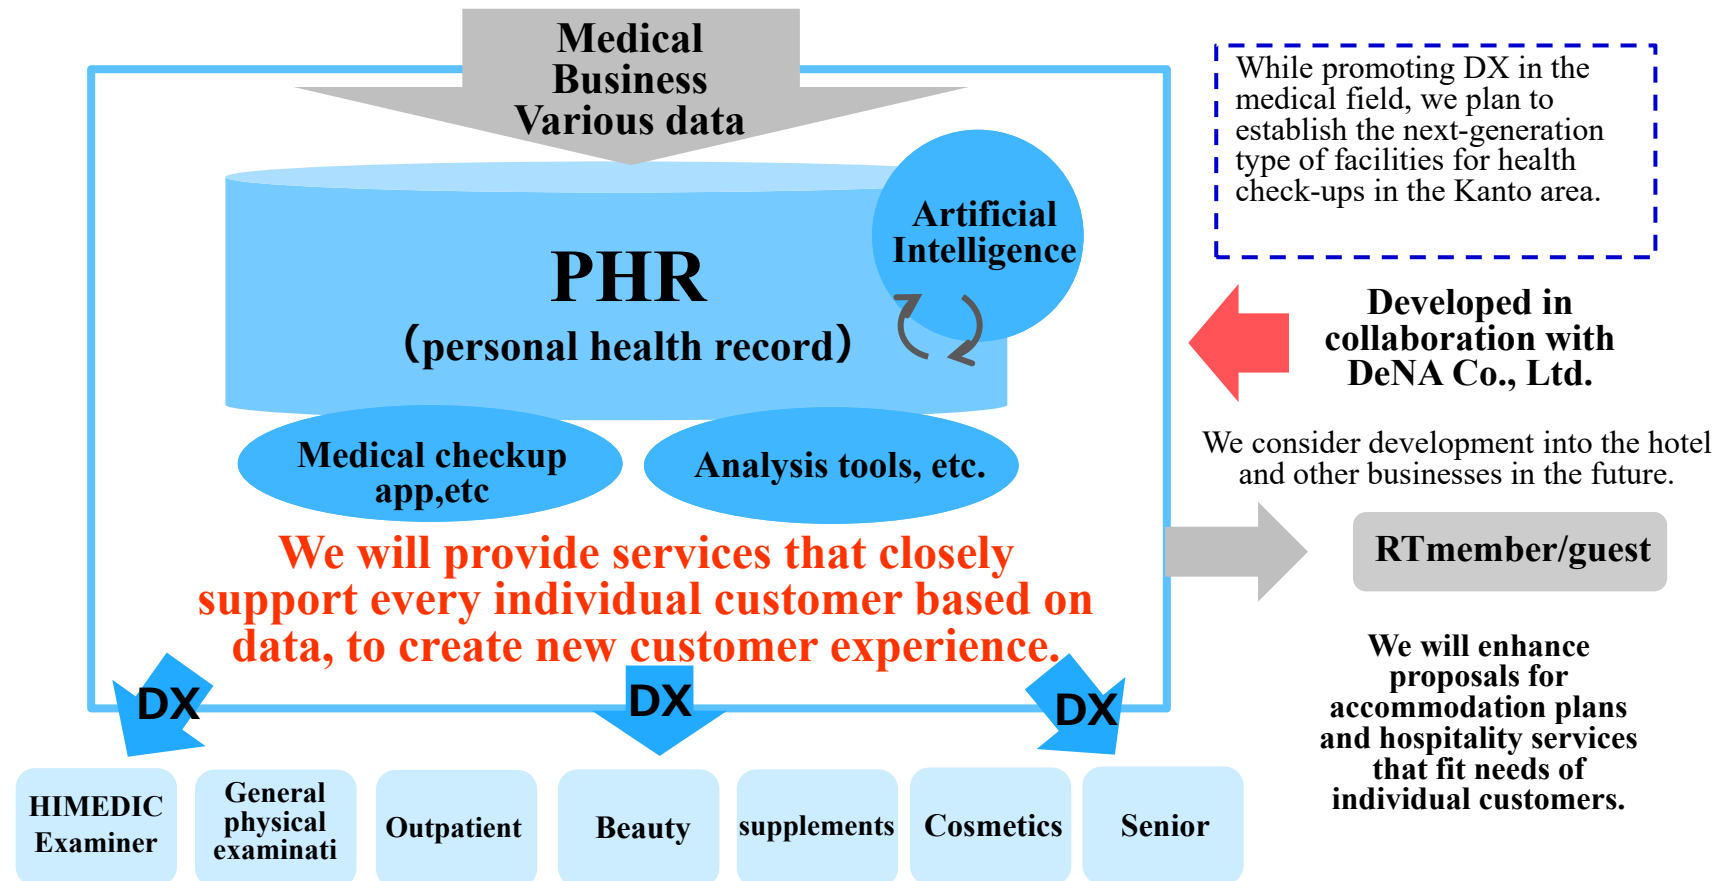 Medical
Business
Various data
While promoting DX in the
medical field, we plan to
establish the next-generation
type of facilities for health
check-ups in the Kanto area.
Artificial
Intelligence
PHR
（personal health record）
Developed in
collaboration with
DeNA Co., Ltd.
Medical checkup
app,etc
Analysis tools, etc.
We consider development into the hotel
and other businesses in the future.
RTmember/guest
We will provide services that closely
support every individual customer based on
data, to create new customer experience.
We will enhance
proposals for
accommodation plans
and hospitality services
that fit needs of
individual customers.
DX
DX
DX
HIMEDIC
Examiner
General
physical
examinati
Outpatient
Beauty
supplements
Cosmetics
Senior